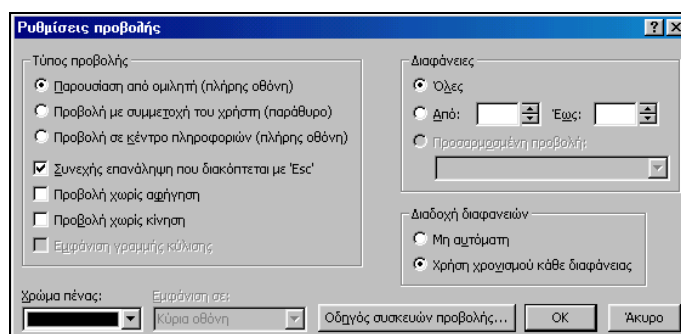 Ρυθμίσεις προβολής
Τύπος προβολής
Παρουσίαση από ομιλητή (πλήρης οθόνη)
Προβολή με συμμετοχή του χρήστη (παράθυρο)
Προβολή σε κέντρο πληροφοριών (πλήρης οθόνη)
Συνεχής επανάληψη που διακόπτεται με 'Esc'
Προβολή χωρίς αφήγηση
Προβολή χωρίς κίνηση
Εμφάνιση γραμμής κύλισης
Διαφάνειες
Όλες
Από: Έως:
Προσαρμοσμένη προβολή:
Διαδοχή διαφανειών
Μη αυτόματη
Χρήση χρονισμού κάθε διαφάνειας
Χρώμα πένας: Εμφάνιση σε:
Κύρια οθόνη Οδηγός συσκευών προβολής... OK Άκυρο